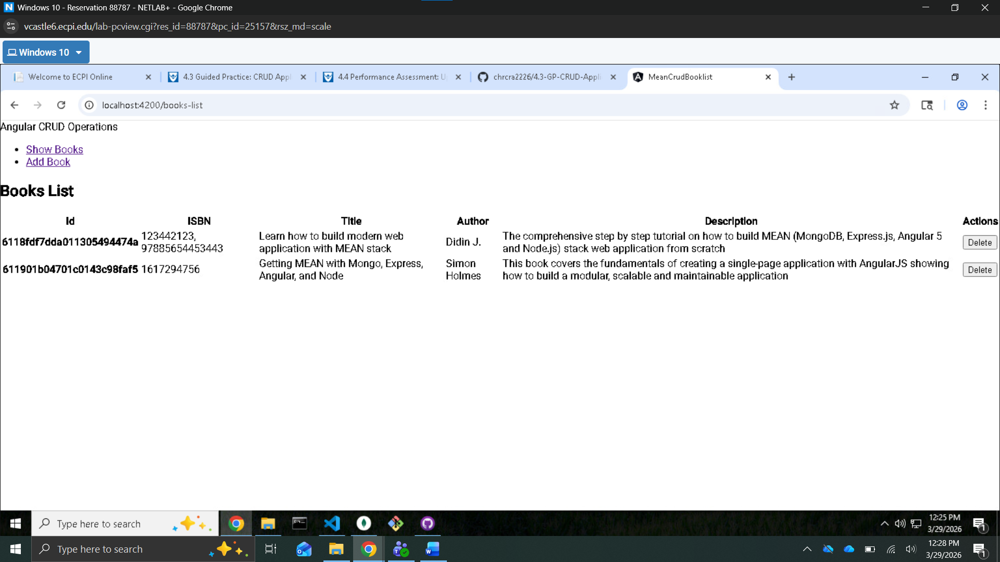 Windows 10 - Reservation 88787 - NETLAB+ - Google Chrome
vcastle6.ecpi.edu/lab-pcview.cgi?res_id=88787&pc_id=25157&rsz_md=scale
Windows 10
Welcome to ECPI Online
4.3 Guided Practice: CRUD Appl
4.4 Performance Assessment: U
chrcra2226/4.3-GP-CRUD-Appli
MeanCrudBooklist
localhost:4200/books-list
Angular CRUD Operations
• Show Books
• Add Book
Books List
Id ISBN Title Author Description Actions
6118fdf7dda011305494474a 123442123, 97885654453443 Learn how to build modern web application with MEAN stack Didin J. The comprehensive step by step tutorial on how to build MEAN (MongoDB, Express.js, Angular 5 and Node.js) stack web application from scratch Delete
611901b04701c0143c98faf5 1617294756 Getting MEAN with Mongo, Express, Angular, and Node Simon Holmes This book covers the fundamentals of creating a single-page application with AngularJS showing how to build a modular, scalable and maintainable application Delete
Type here to search
12:25 PM
3/29/2026
1
Type here to search
12:28 PM
3/29/2026
1